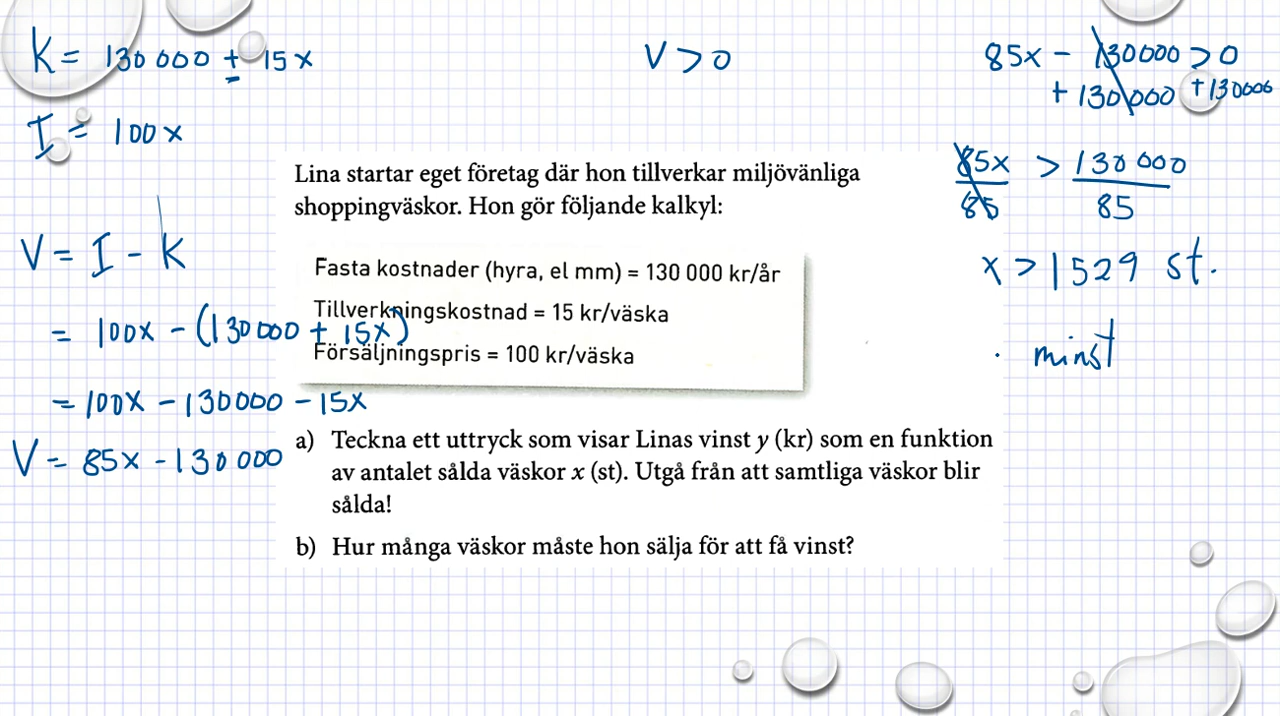 K = 130 000 + 15x
I = 100x
V = I - K
= 100x - (130 000 + 15x)
= 100x - 130000 - 15x
V = 85x - 130 000
V > 0
Lina startar eget företag där hon tillverkar miljövänliga
shoppingväskor. Hon gör följande kalkyl:
Fasta kostnader (hyra, el mm) = 130 000 kr/år
Tillverkningskostnad = 15 kr/väska
Försäljningspris = 100 kr/väska
a) Teckna ett uttryck som visar Linas vinst y (kr) som en funktion
av antalet sålda väskor x (st). Utgå från att samtliga väskor blir
sålda!
b) Hur många väskor måste hon sälja för att få vinst?
85x - 130000 > 0
+ 130000 +130000
85x > 130 000
85 85
x > 1529 st.
. minst